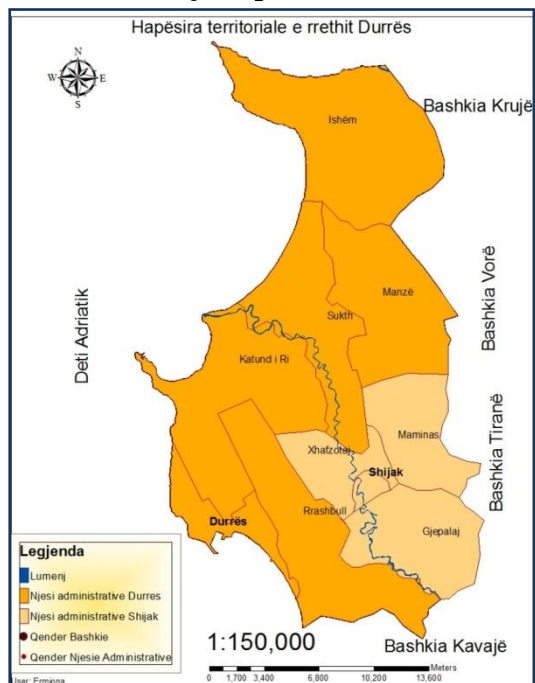 Hapësira territoriale e rrethit Durrës
N
W E
S
Ishëm
Bashkia Krujë
Manzë
Sukth
Bashkia Vorë
Deti Adriatik
Katund i Ri
Maminas
Bashkia Tiranë
Xhafzotaj
Shijak
Rrashbull
Gjepalaj
Durrës
Legjenda
Lumenj
Njesi administrative Durres
Njesi administrative Shijak
Qender Bashkie
Qender Njesie Administrative
1:150,000
Bashkia Kavajë
Meters
0 1,700 3,400 6,800 10,200 13,600
User: Ermiona